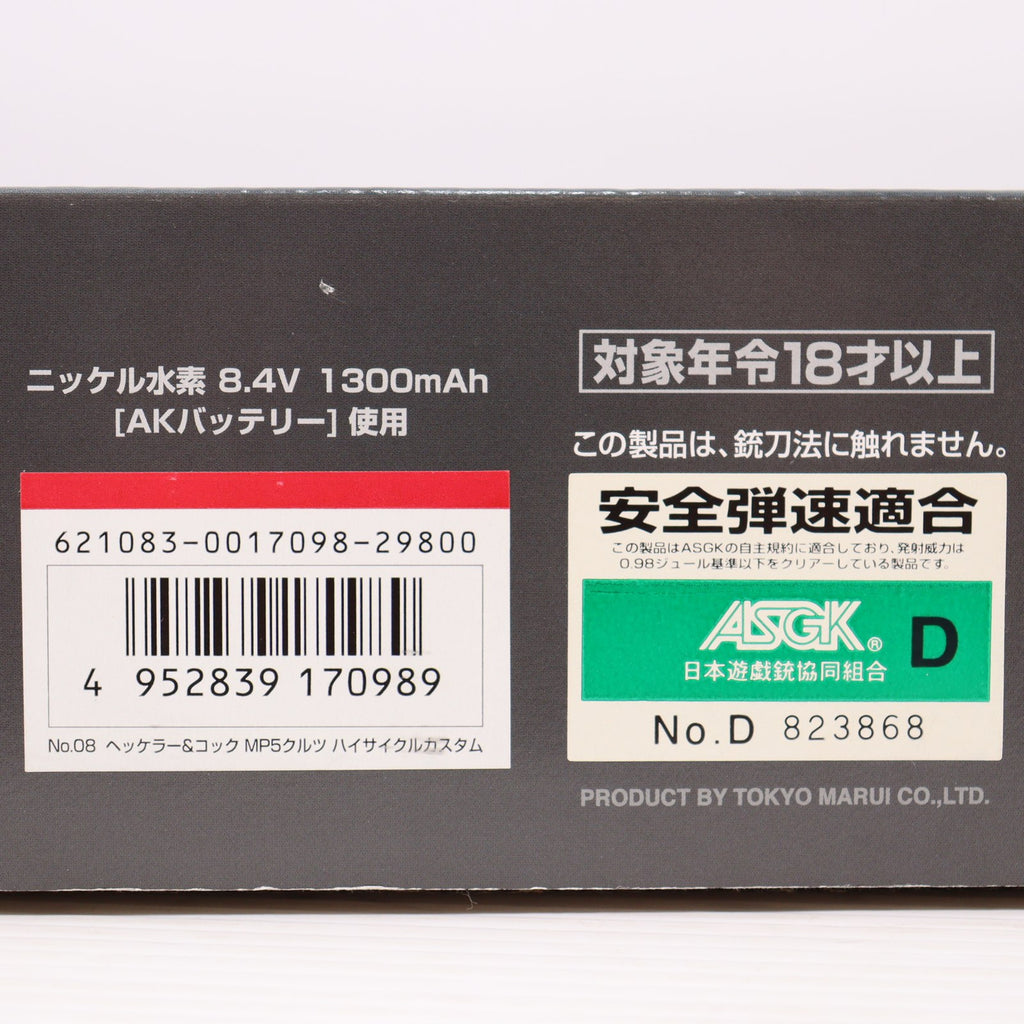 ニッケル水素 8.4V 1300mAh
[AKバッテリー] 使用
621083-0017098-29800
4 952839 170989
No.08 ヘッケラー&コック MP5クルツ ハイサイクルカスタム
対象年令18才以上
この製品は、銃刀法に触れません。
安全弾速適合
この製品はASGKの自主規約に適合しており、発射威力は
0.98ジュール基準以下をクリアーしている製品です。
ASGK® D
日本遊戯銃協同組合
No.D 823868
PRODUCT BY TOKYO MARUI CO.,LTD.